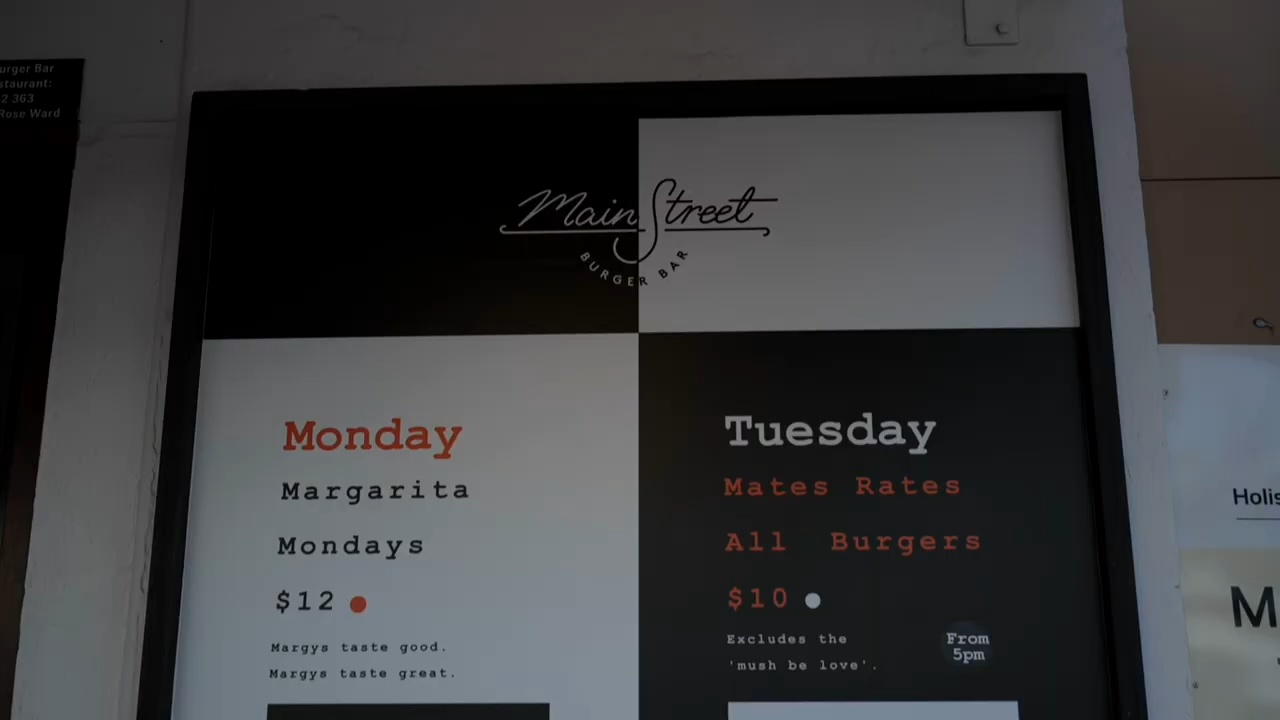 urger Bar
staurant:
2 363
Rose Ward
Main Street
BURGER BAR
Monday
Margarita
Mondays
$12
Margys taste good.
Margys taste great.
Tuesday
Mates Rates
All Burgers
$10
Excludes the
'mush be love'.
From
5pm
Holis
M